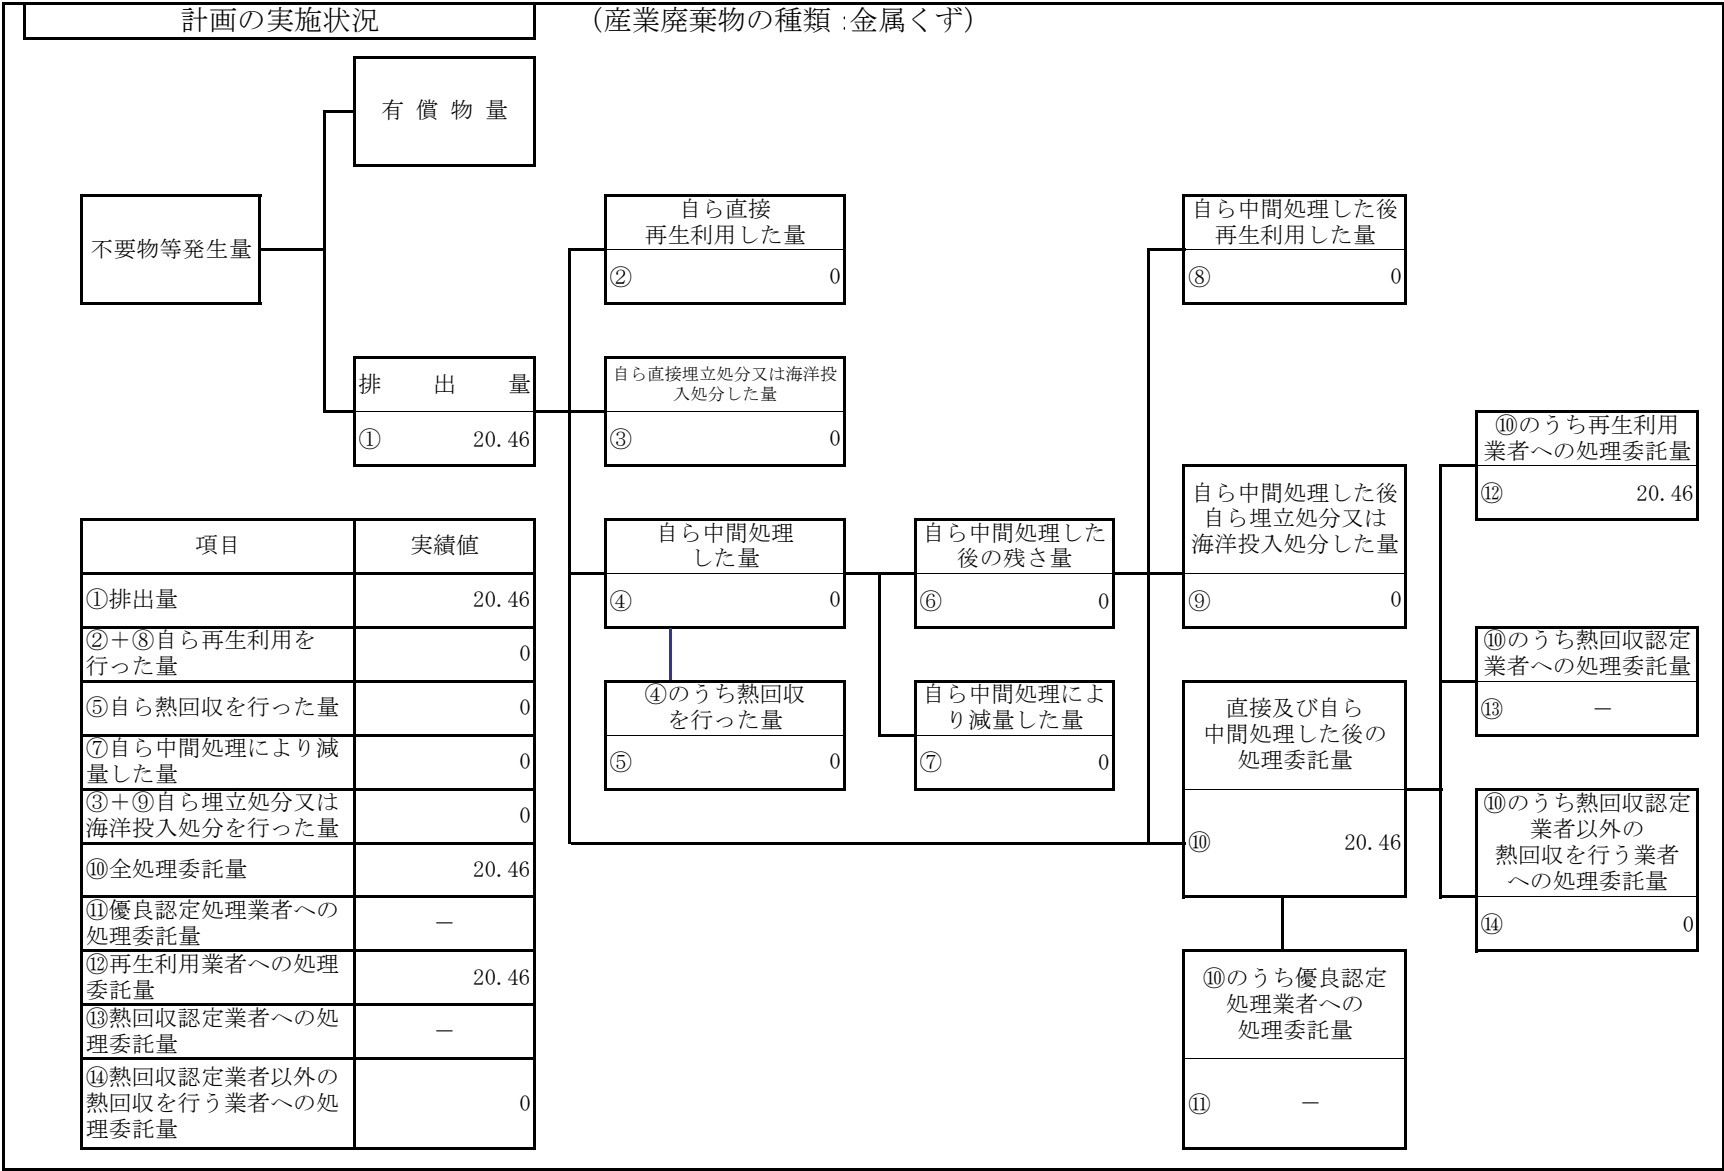 計画の実施状況
（産業廃棄物の種類：金属くず）
有償物量
不要物等発生量
排出量
① 20.46
自ら直接
再生利用した量
② 0
自ら直接埋立処分又は海洋投
入処分した量
③ 0
自ら中間処理
した量
④ 0
④のうち熱回収
を行った量
⑤ 0
自ら中間処理した
後の残さ量
⑥ 0
自ら中間処理によ
り減量した量
⑦ 0
自ら中間処理した後
再生利用した量
⑧ 0
自ら中間処理した後
自ら埋立処分又は
海洋投入処分した量
⑨ 0
直接及び自ら
中間処理した後の
処理委託量
⑩ 20.46
⑩のうち優良認定
処理業者への
処理委託量
⑪ －
⑩のうち再生利用
業者への処理委託量
⑫ 20.46
⑩のうち熱回収認定
業者への処理委託量
⑬ －
⑩のうち熱回収認定
業者以外の
熱回収を行う業者
への処理委託量
⑭ 0
項目 実績値
①排出量 20.46
②＋⑧自ら再生利用を
行った量 0
⑤自ら熱回収を行った量 0
⑦自ら中間処理により減
量した量 0
③＋⑨自ら埋立処分又は
海洋投入処分を行った量 0
⑩全処理委託量 20.46
⑪優良認定処理業者への
処理委託量 －
⑫再生利用業者への処理
委託量 20.46
⑬熱回収認定業者への処
理委託量 －
⑭熱回収認定業者以外の
熱回収を行う業者への処
理委託量 0